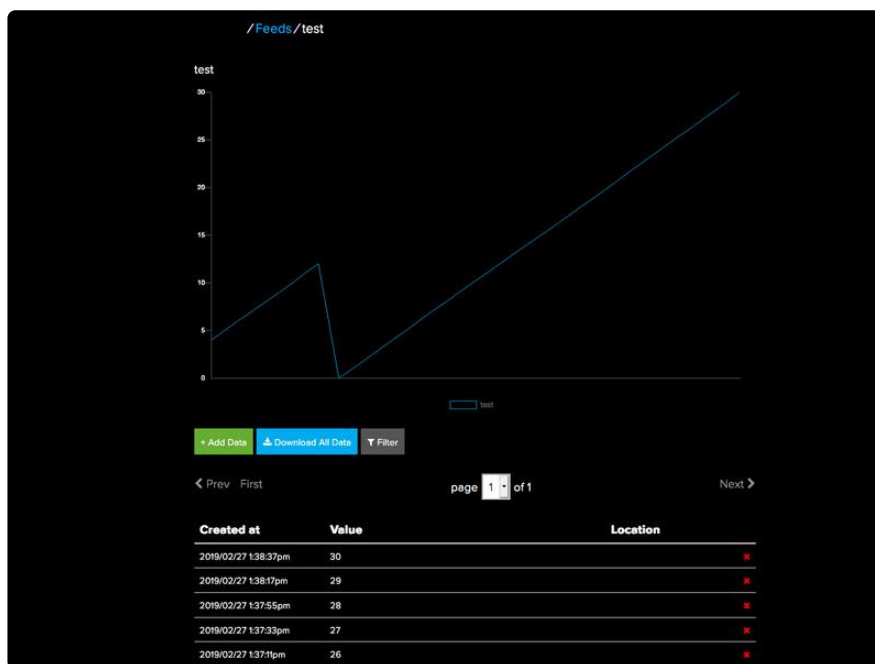 /Feeds/test
test
30
25
20
15
10
5
0
test
+ Add Data Download All Data Filter
Prev First page 1 of 1 Next
Created at Value Location
2019/02/27 1:38:37pm 30
2019/02/27 1:38:17pm 29
2019/02/27 1:37:55pm 28
2019/02/27 1:37:33pm 27
2019/02/27 1:37:11pm 26